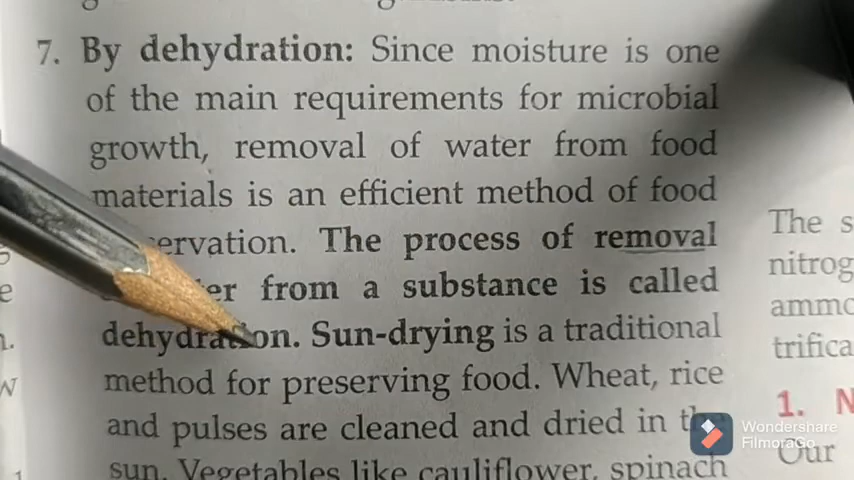 7. By dehydration: Since moisture is one
of the main requirements for microbial
growth, removal of water from food
materials is an efficient method of food
ervation. The process of removal
er from a substance is called
dehydration. Sun-drying is a traditional
method for preserving food. Wheat, rice
and pulses are cleaned and dried in the
sun. Vegetables like cauliflower, spinach
The s
nitrog
ammo
trifica
1. N
Our
Wondershare
FilmoraGo